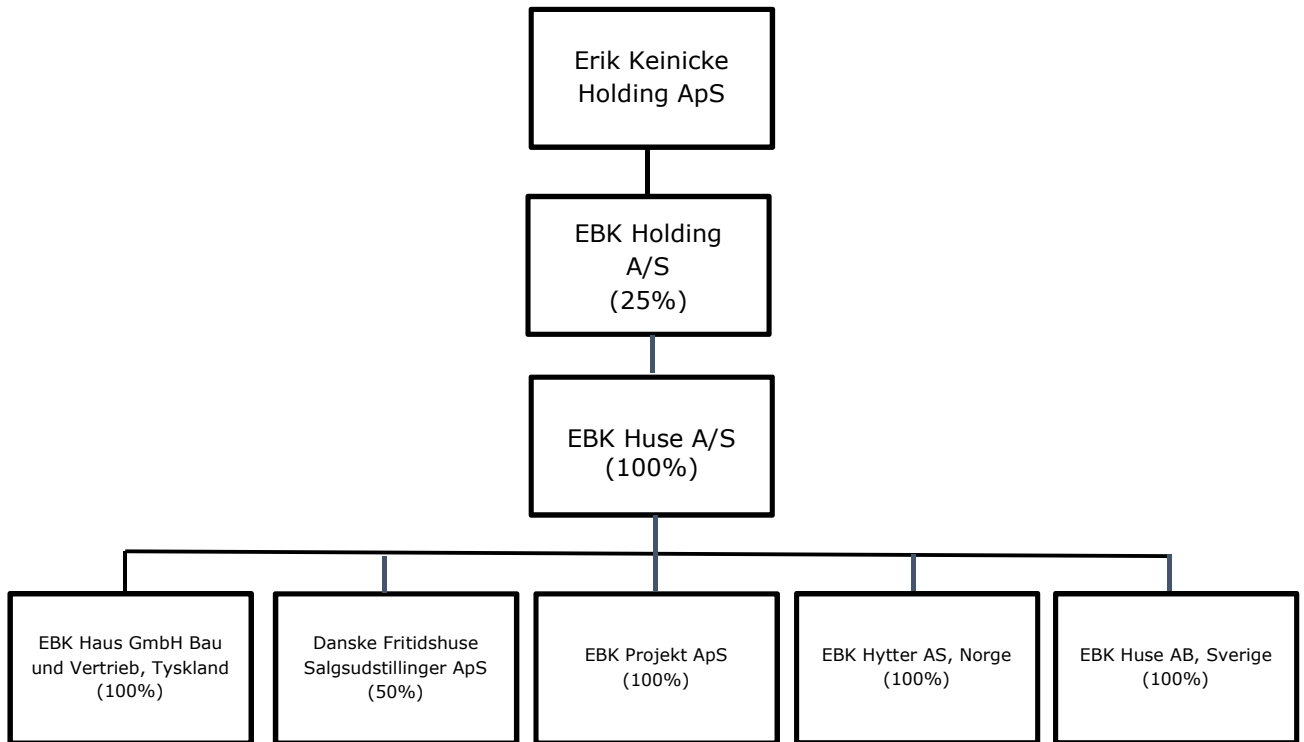 Erik Keinicke
Holding ApS
EBK Holding
A/S
(25%)
EBK Huse A/S
(100%)
EBK Haus GmbH Bau
und Vertrieb, Tyskland
(100%)
Danske Fritidshuse
Salgsudstillinger ApS
(50%)
EBK Projekt ApS
(100%)
EBK Hytter AS, Norge
(100%)
EBK Huse AB, Sverige
(100%)